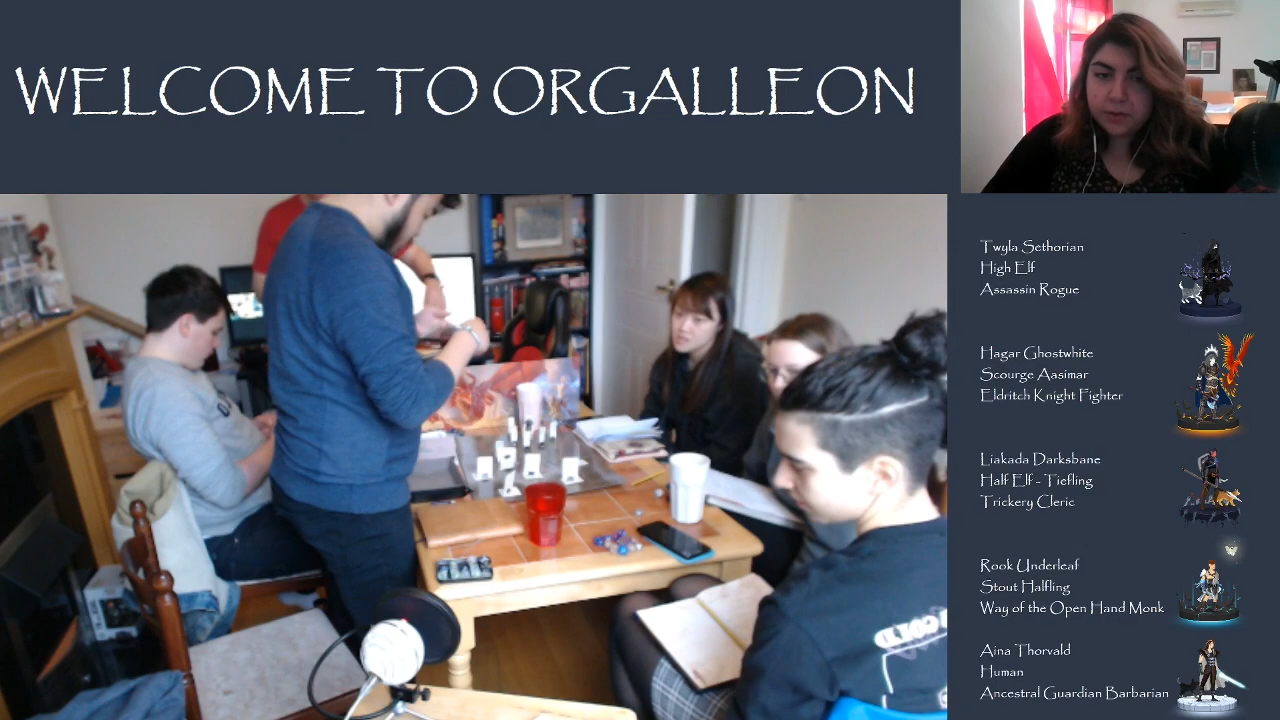 WELCOME TO ORGALLEON
Twyla Sethorian
High Elf
Assassin Rogue
Hagar Ghostwhite
Scourge Aasimar
Eldritch Knight Fighter
Liakada Darksbane
Half Elf - Tiefling
Trickery Cleric
Rook Underleaf
Stout Halfling
Way of the Open Hand Monk
Aina Thorvald
Human
Ancestral Guardian Barbarian